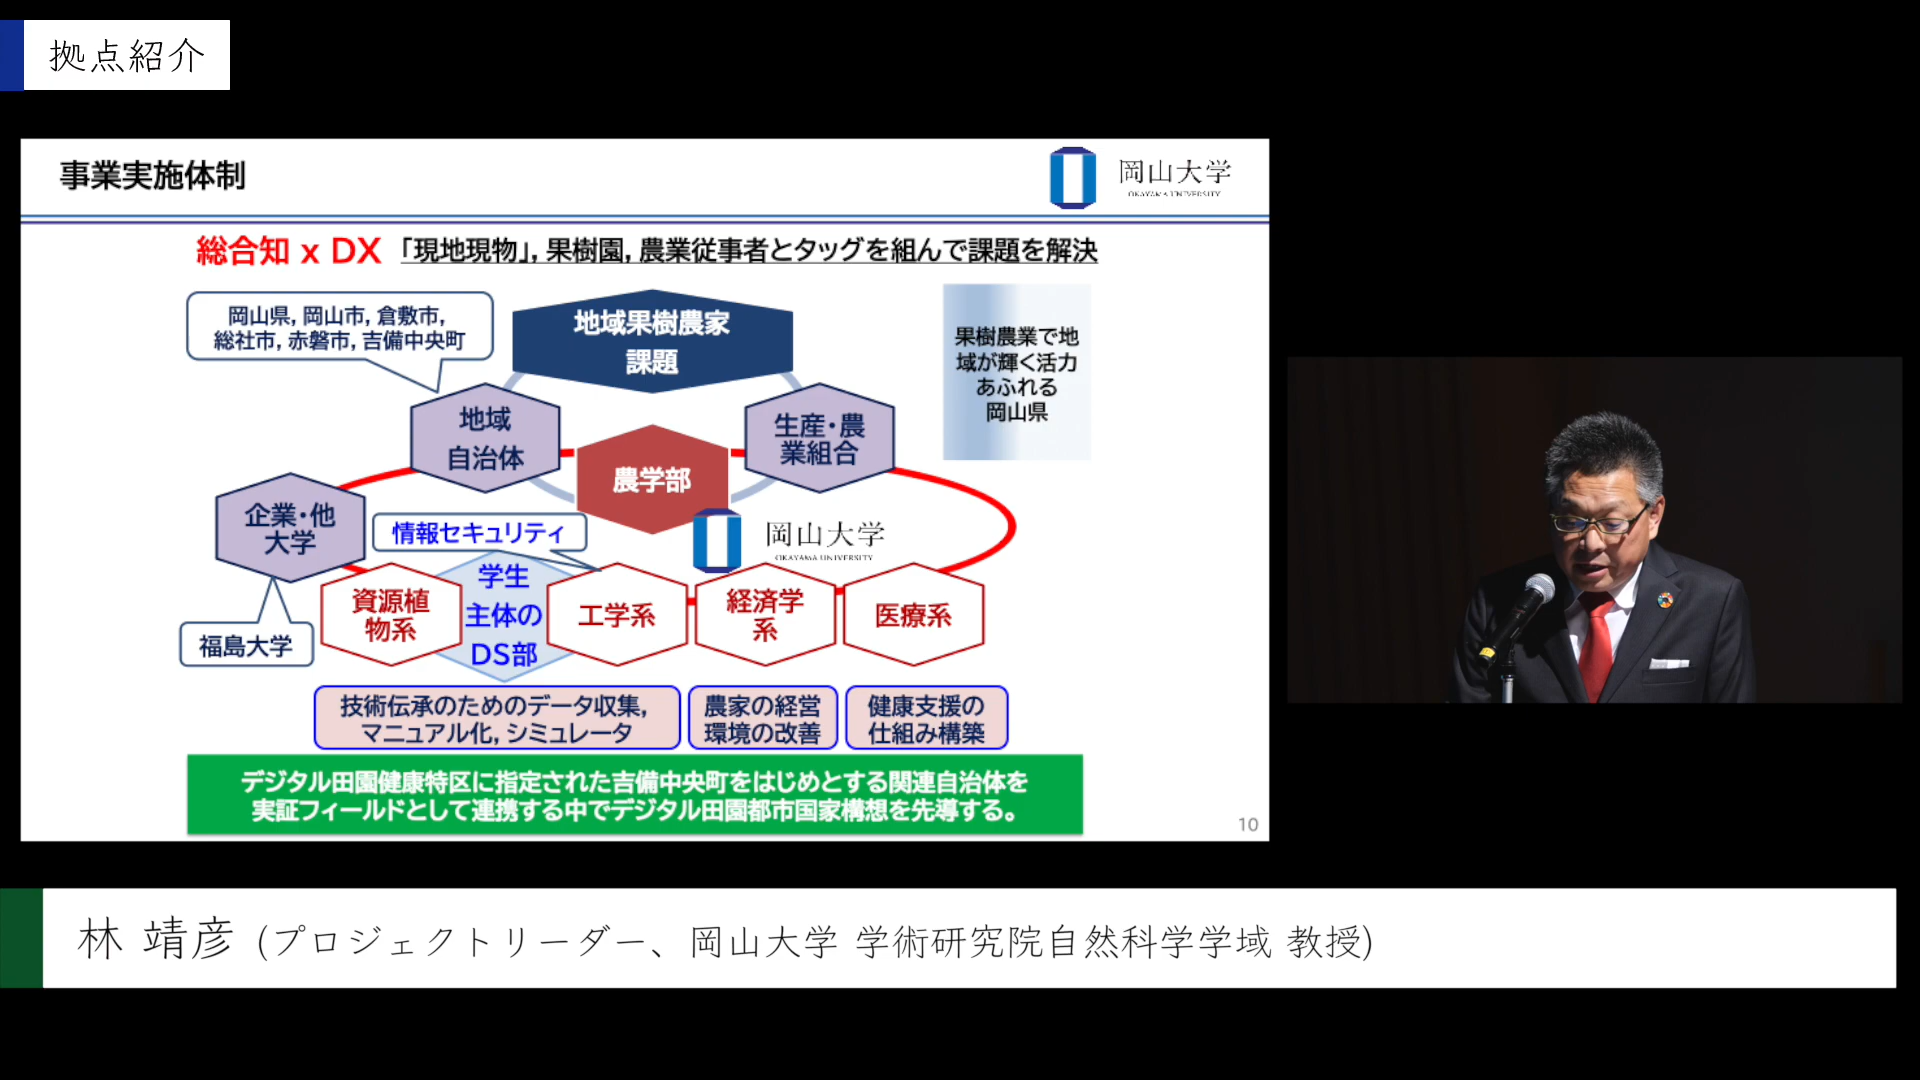 拠点紹介
事業実施体制
岡山大学
OKAYAMA UNIVERSITY
総合知 x DX 「現地現物」, 果樹園, 農業従事者とタッグを組んで課題を解決
岡山県, 岡山市, 倉敷市,
総社市, 赤磐市, 吉備中央町
地域果樹農家
課題
果樹農業で地
域が輝く活力
あふれる
岡山県
地域
自治体
農学部
生産・農
業組合
企業・他
大学
情報セキュリティ
岡山大学
OKAYAMA UNIVERSITY
福島大学
資源植
物系
学生
主体の
DS部
工学系
経済学
系
医療系
技術伝承のためのデータ収集,
マニュアル化, シミュレータ
農家の経営
環境の改善
健康支援の
仕組み構築
デジタル田園健康特区に指定された吉備中央町をはじめとする関連自治体を
実証フィールドとして連携する中でデジタル田園都市国家構想を先導する。
10
林 靖彦 (プロジェクトリーダー、岡山大学 学術研究院自然科学学域 教授)